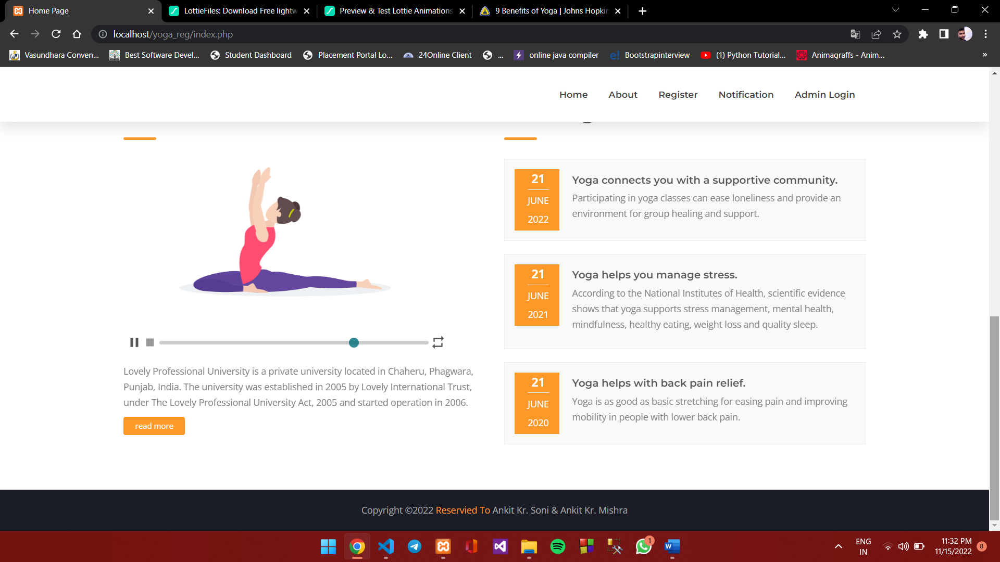 Home Page
LottieFiles: Download Free lightw
Preview & Test Lottie Animations
9 Benefits of Yoga | Johns Hopkin
localhost/yoga_reg/index.php
Vasundhara Conven...
Best Software Devel...
Student Dashboard
Placement Portal Lo...
24Online Client
...
online java compiler
Bootstrapinterview
(1) Python Tutorial...
Animagraffs - Anim...
»
Home
About
Register
Notification
Admin Login
21
JUNE
2022
Yoga connects you with a supportive community.
Participating in yoga classes can ease loneliness and provide an
environment for group healing and support.
21
JUNE
2021
Yoga helps you manage stress.
According to the National Institutes of Health, scientific evidence
shows that yoga supports stress management, mental health,
mindfulness, healthy eating, weight loss and quality sleep.
Lovely Professional University is a private university located in Chaheru, Phagwara,
Punjab, India. The university was established in 2005 by Lovely International Trust,
under The Lovely Professional University Act, 2005 and started operation in 2006.
read more
21
JUNE
2020
Yoga helps with back pain relief.
Yoga is as good as basic stretching for easing pain and improving
mobility in people with lower back pain.
Copyright ©2022 Reservied To Ankit Kr. Soni & Ankit Kr. Mishra
1
ENG
IN
11:32 PM
11/15/2022
8